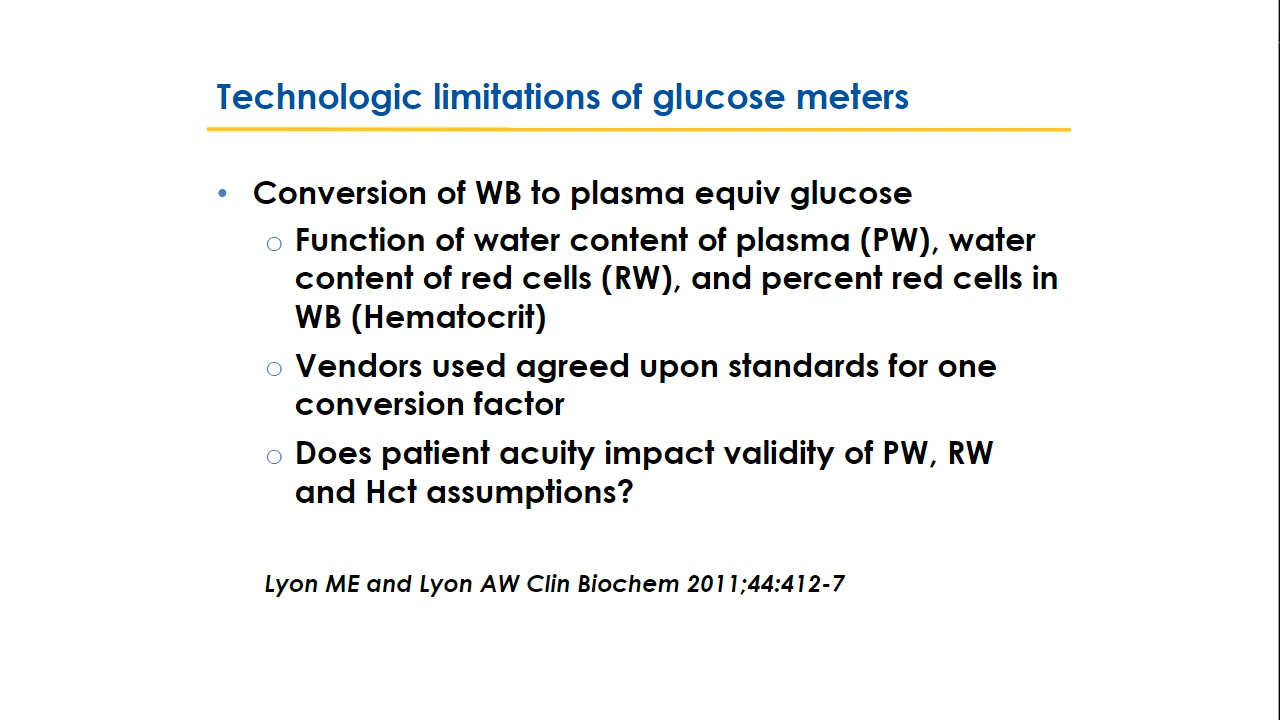 Technologic limitations of glucose meters
• Conversion of WB to plasma equiv glucose
○ Function of water content of plasma (PW), water
content of red cells (RW), and percent red cells in
WB (Hematocrit)
○ Vendors used agreed upon standards for one
conversion factor
○ Does patient acuity impact validity of PW, RW
and Hct assumptions?
Lyon ME and Lyon AW Clin Biochem 2011;44:412-7